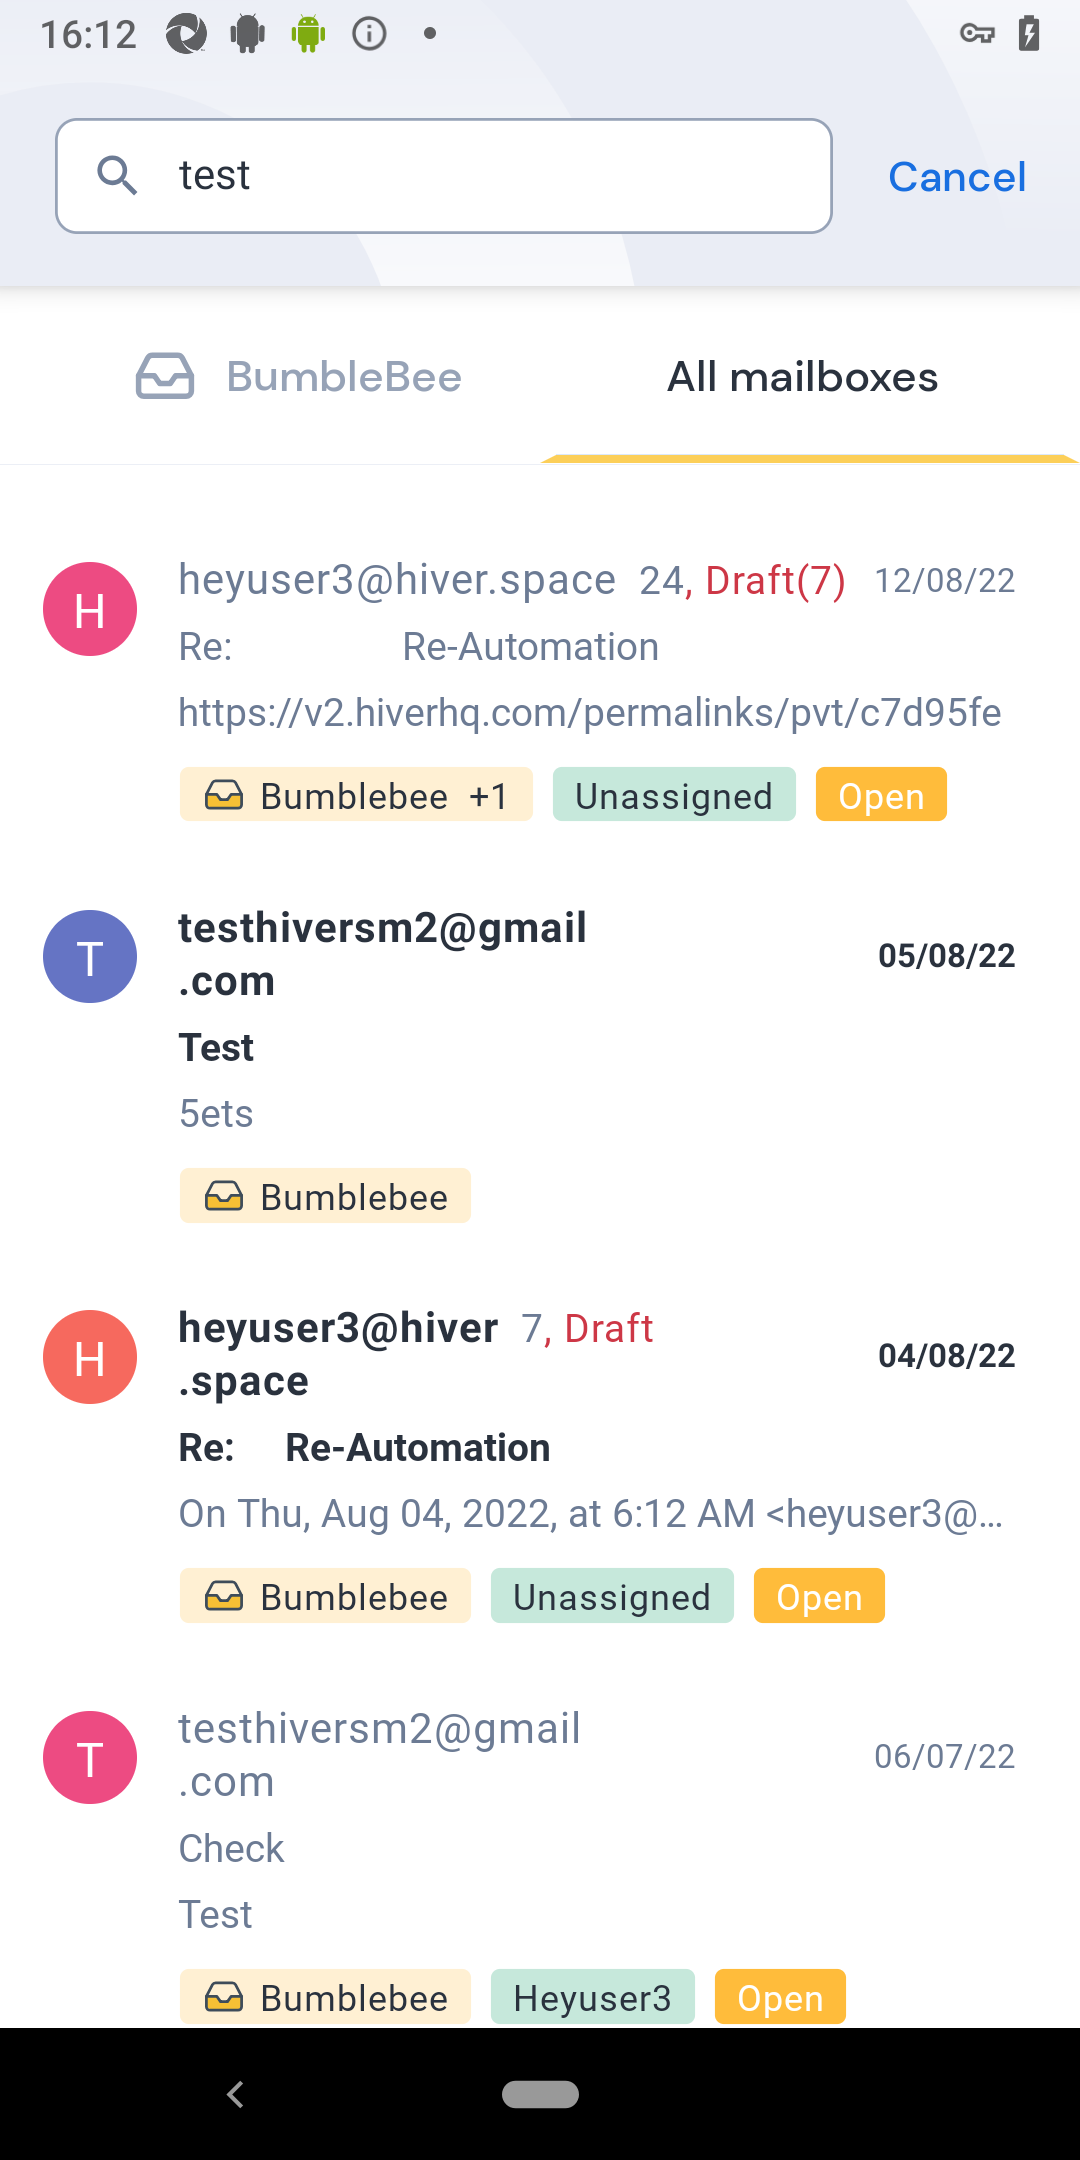 16:12
test
Cancel
BumbleBee
All mailboxes
H
heyuser3@hiver.space 24, Draft(7) 12/08/22
Re: Re-Automation
https://v2.hiverhq.com/permalinks/pvt/c7d95fe
Bumblebee +1 Unassigned Open
T
testhiversm2@gmail
.com
05/08/22
Test
5ets
Bumblebee
H
heyuser3@hiver 7, Draft
.space
04/08/22
Re: Re-Automation
On Thu, Aug 04, 2022, at 6:12 AM <heyuser3@...
Bumblebee Unassigned Open
T
testhiversm2@gmail
.com
06/07/22
Check
Test
Bumblebee Heyuser3 Open